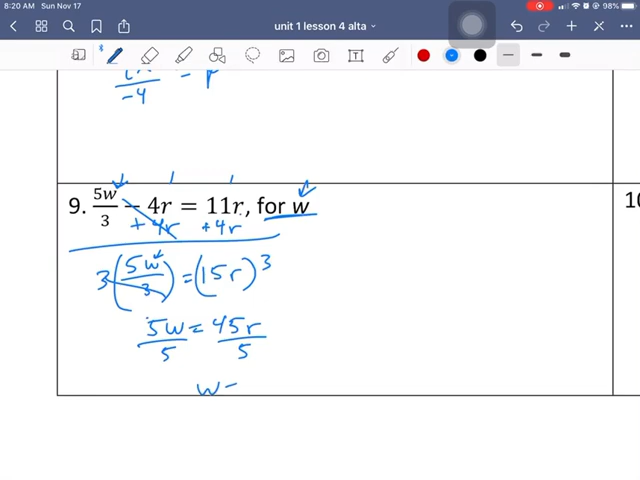 8:20 AM Sun Nov 17
98%
unit 1 lesson 4 alta
-4
= p
9. 5w/3 − 4r = 11r, for w
+ 4r +4r
3(5w/3) = (15r)3
5w/5 = 45r/5
w =
10